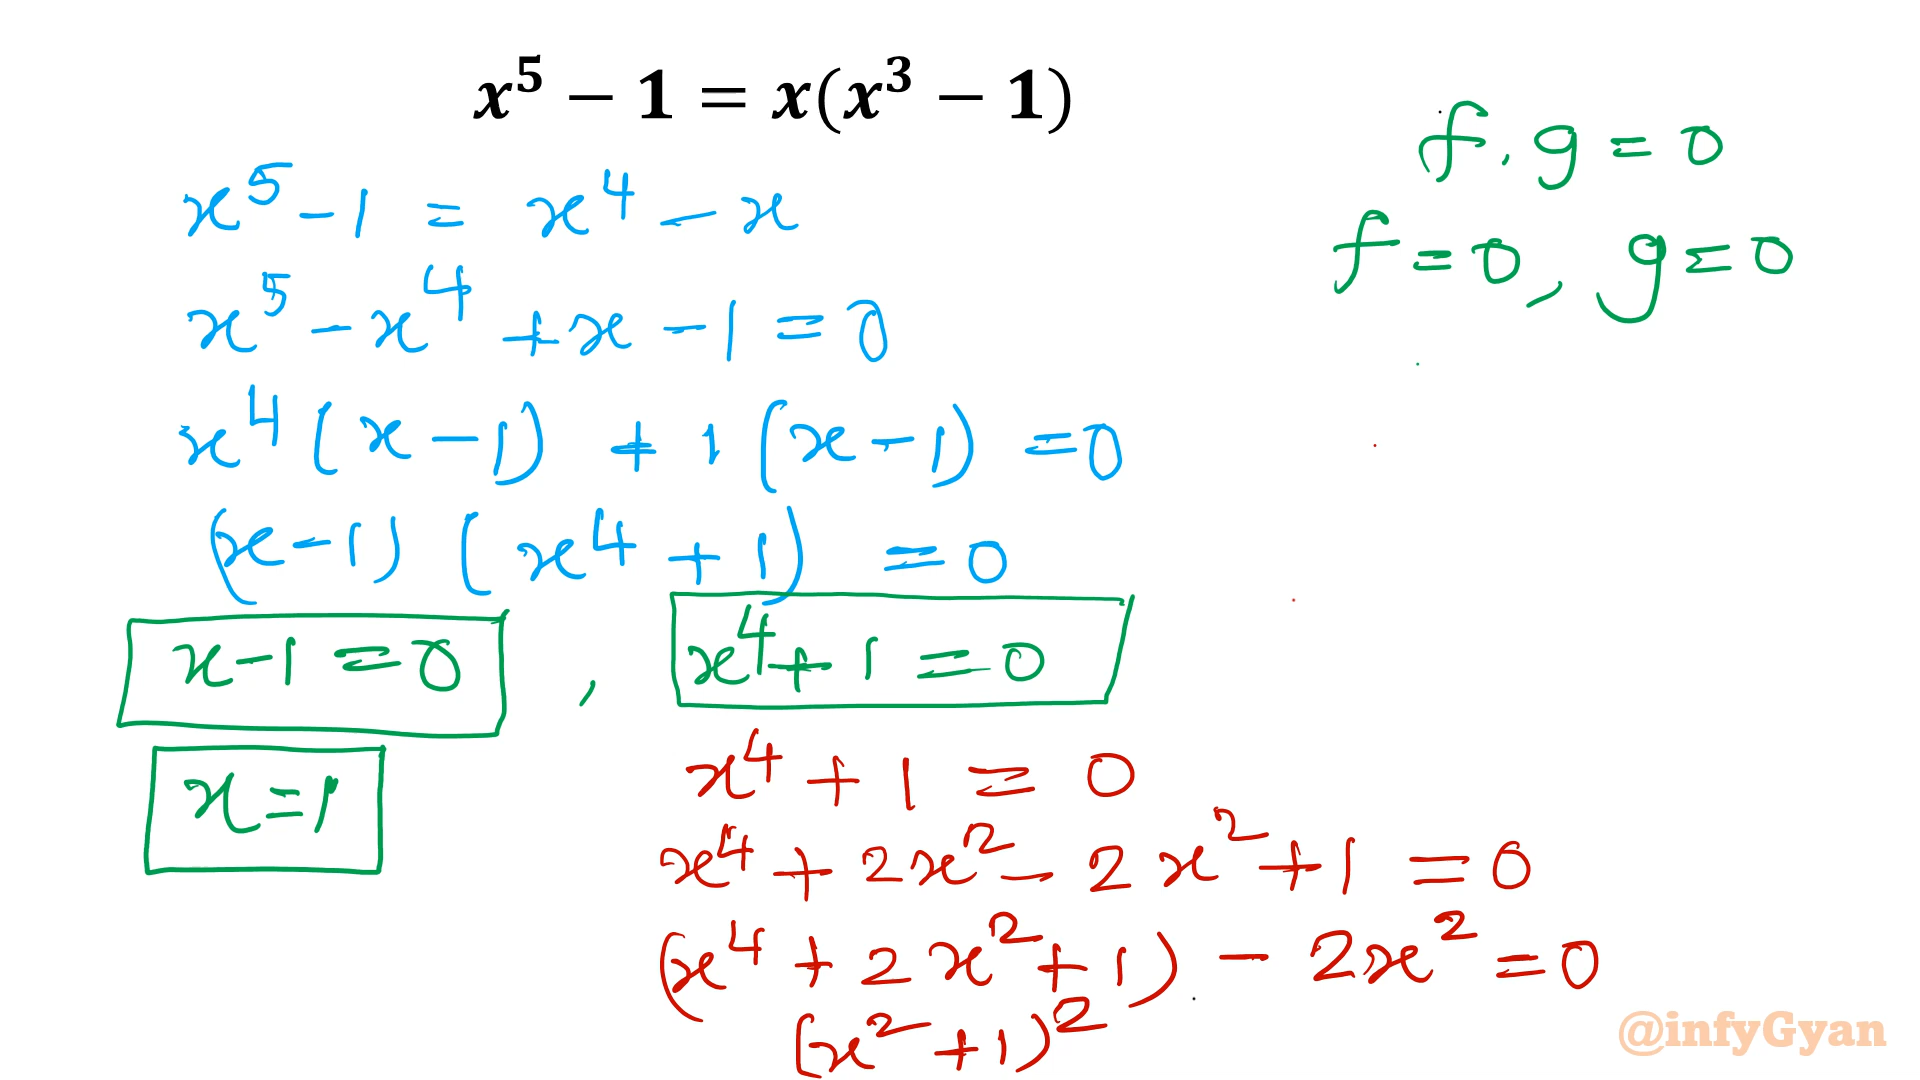 x⁵ − 1 = x(x³ − 1)
x⁵ − 1 = x⁴ − x
x⁵ − x⁴ + x − 1 = 0
x⁴ (x − 1) + 1 (x − 1) = 0
(x − 1) (x⁴ + 1) = 0
x − 1 = 0 , x⁴ + 1 = 0
x = 1
x⁴ + 1 = 0
x⁴ + 2x² − 2x² + 1 = 0
(x⁴ + 2x² + 1) − 2x² = 0
(x² + 1)²
f . g = 0
f = 0 , g = 0
@infyGyan